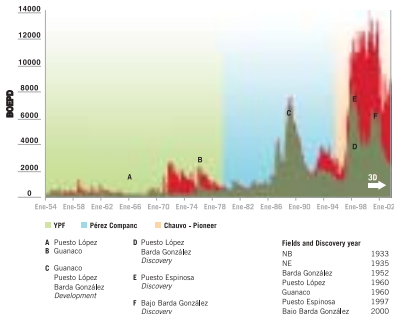 14000
12000
10000
8000
6000
4000
2000
0
BOEPD
A
B
C
D
E
F
3D
Ene-54 Ene-58 Ene-62 Ene-66 Ene-70 Ene-74 Ene-78 Ene-82 Ene-86 Ene-90 Ene-94 Ene-98 Ene-02
YPF
Pérez Companc
Chauvo - Pioneer
A Puesto López
B Guanaco
C Guanaco
Puesto López
Barda González
Development
D Puesto López
Barda González
Discovery
E Puesto Espinosa
Discovery
F Bajo Barda González
Discovery
Fields and Discovery year
NB 1933
NE 1935
Barda González 1952
Puesto López 1960
Guanaco 1960
Puesto Espinosa 1997
Bajo Barda González 2000